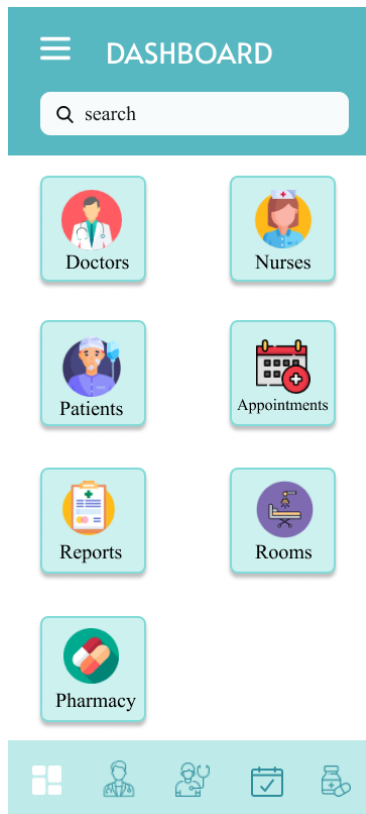 DASHBOARD
search
Doctors
Nurses
Patients
Appointments
Reports
Rooms
Pharmacy